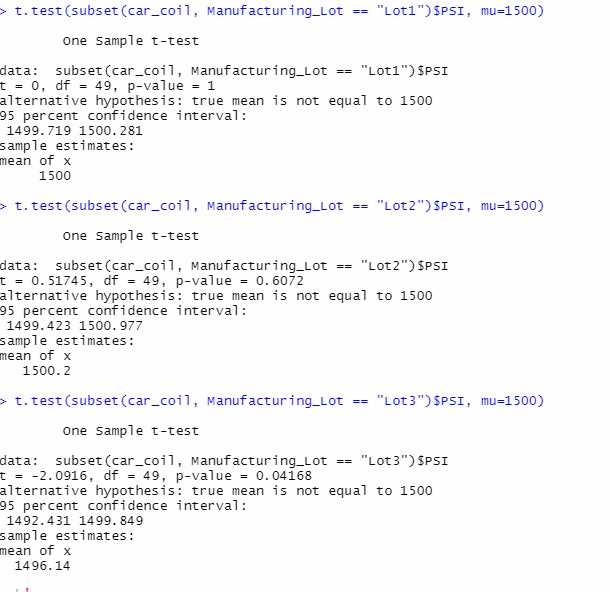 > t.test(subset(car_coil, Manufacturing_Lot == "Lot1")$PSI, mu=1500)
One Sample t-test
data:  subset(car_coil, Manufacturing_Lot == "Lot1")$PSI
t = 0, df = 49, p-value = 1
alternative hypothesis: true mean is not equal to 1500
95 percent confidence interval:
1499.719 1500.281
sample estimates:
mean of x
1500
> t.test(subset(car_coil, Manufacturing_Lot == "Lot2")$PSI, mu=1500)
One Sample t-test
data:  subset(car_coil, Manufacturing_Lot == "Lot2")$PSI
t = 0.51745, df = 49, p-value = 0.6072
alternative hypothesis: true mean is not equal to 1500
95 percent confidence interval:
1499.423 1500.977
sample estimates:
mean of x
1500.2
> t.test(subset(car_coil, Manufacturing_Lot == "Lot3")$PSI, mu=1500)
One Sample t-test
data:  subset(car_coil, Manufacturing_Lot == "Lot3")$PSI
t = -2.0916, df = 49, p-value = 0.04168
alternative hypothesis: true mean is not equal to 1500
95 percent confidence interval:
1492.431 1499.849
sample estimates:
mean of x
1496.14